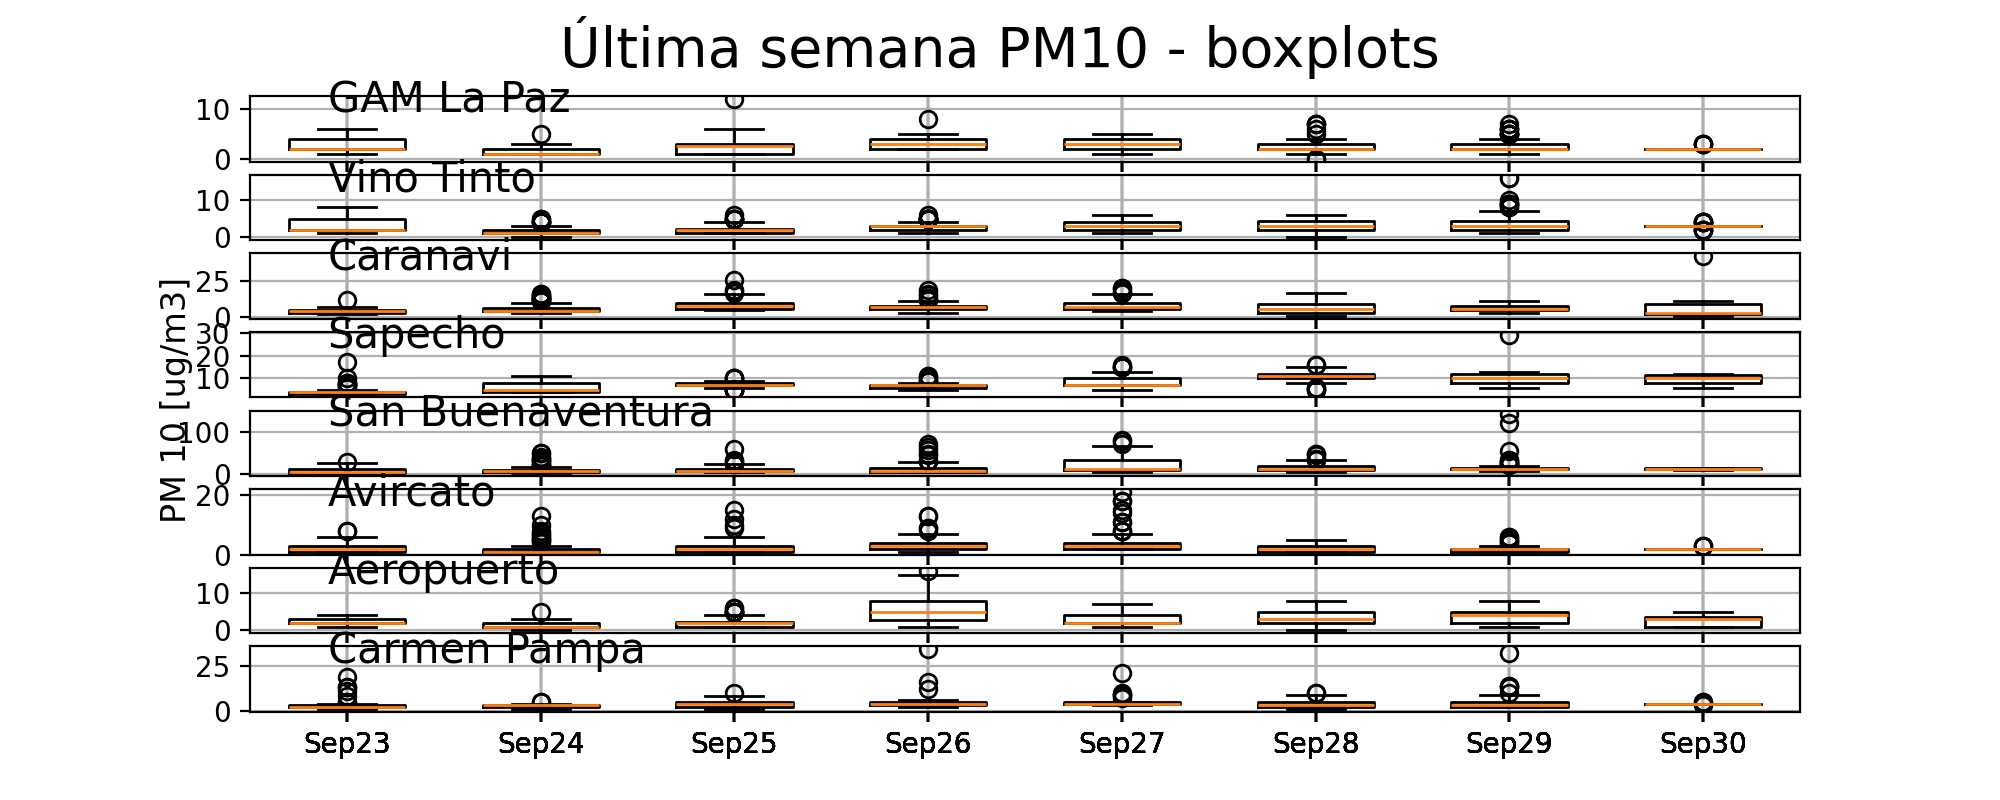 Última semana PM10 - boxplots
GAM La Paz
10
0
Vino Tinto
10
0
Caranavi
25
0
Sapecho
30
20
10
San Buenaventura
100
0
Avircato
20
0
Aeropuerto
10
0
Carmen Pampa
25
0
PM 10 [ug/m3]
Sep23 Sep24 Sep25 Sep26 Sep27 Sep28 Sep29 Sep30